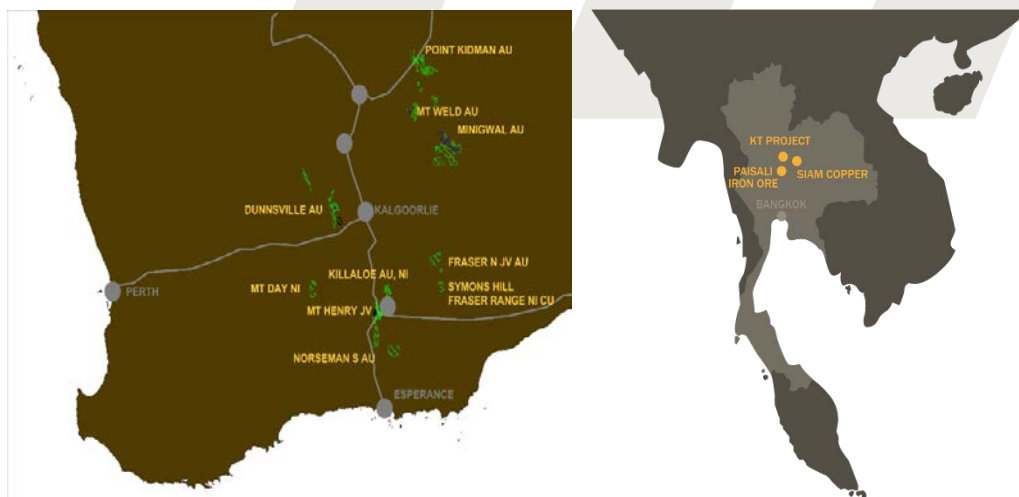 POINT KIDMAN AU
MT WELD AU
MINIGWAL AU
DUNNSVILLE AU
KALGOORLIE
FRASER N JV AU
KILLALOE AU, NI
PERTH
MT DAY NI
SYMONS HILL
FRASER RANGE NI CU
MT HENRY JV
NORSEMAN S AU
ESPERANCE
KT PROJECT
PAISALI
IRON ORE
SIAM COPPER
BANGKOK